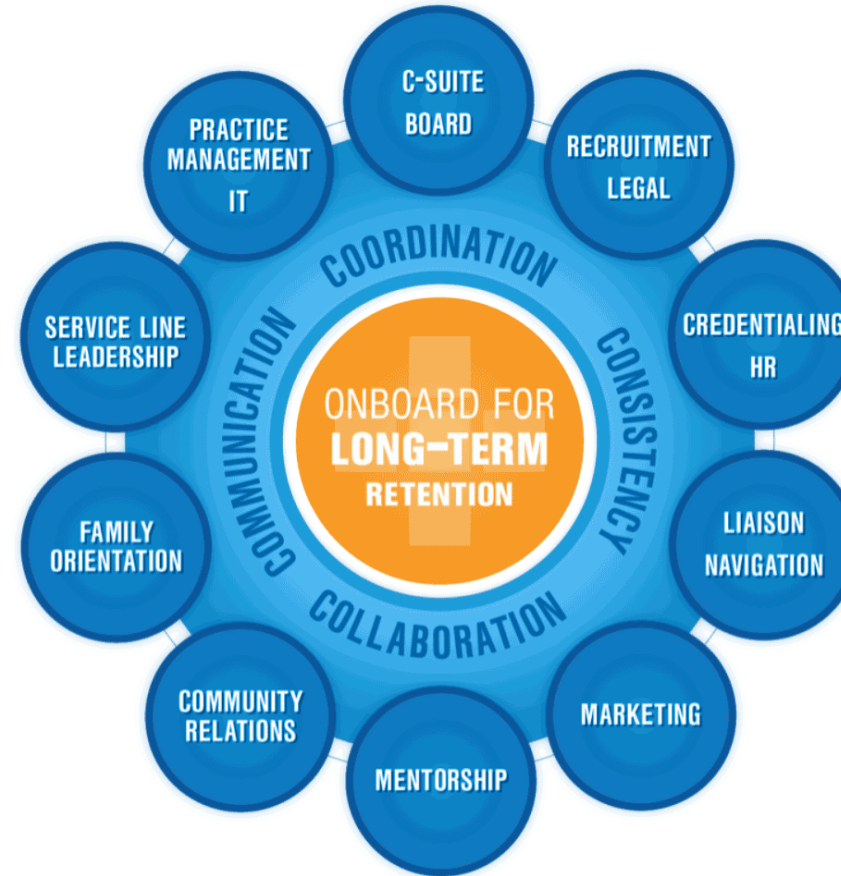 C-SUITE
BOARD
RECRUITMENT
LEGAL
CREDENTIALING
HR
LIAISON
NAVIGATION
MARKETING
MENTORSHIP
COMMUNITY
RELATIONS
FAMILY
ORIENTATION
SERVICE LINE
LEADERSHIP
PRACTICE
MANAGEMENT
IT
COORDINATION
CONSISTENCY
COLLABORATION
COMMUNICATION
ONBOARD FOR
LONG-TERM
RETENTION